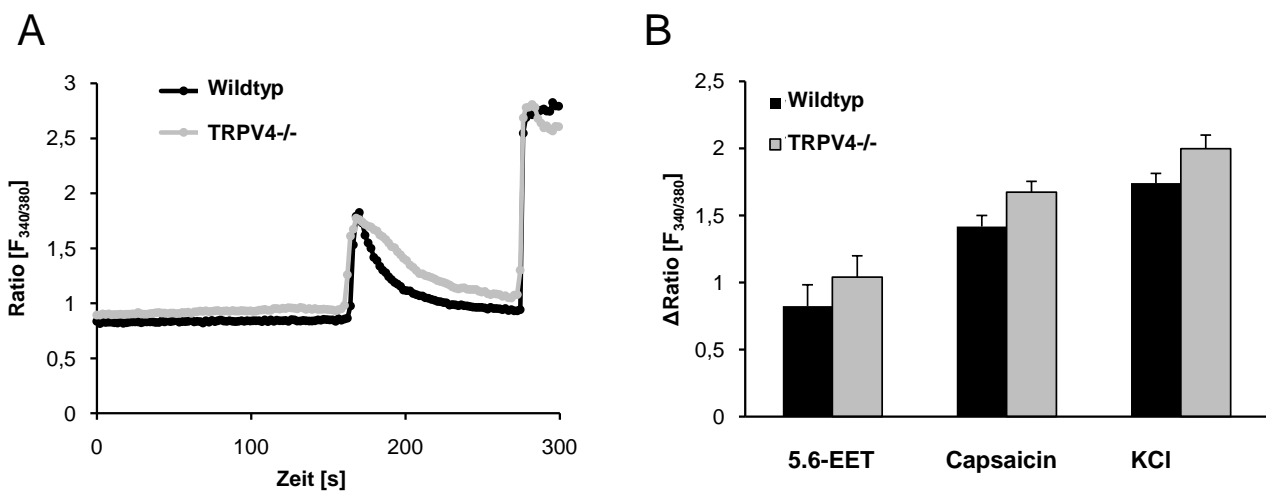 A
Ratio [F340/380]
3
2,5
2
1,5
1
0,5
0
Wildtyp
TRPV4-/-
0
100
200
300
Zeit [s]
B
ΔRatio [F340/380]
2,5
2
1,5
1
0,5
0
Wildtyp
TRPV4-/-
5.6-EET
Capsaicin
KCl